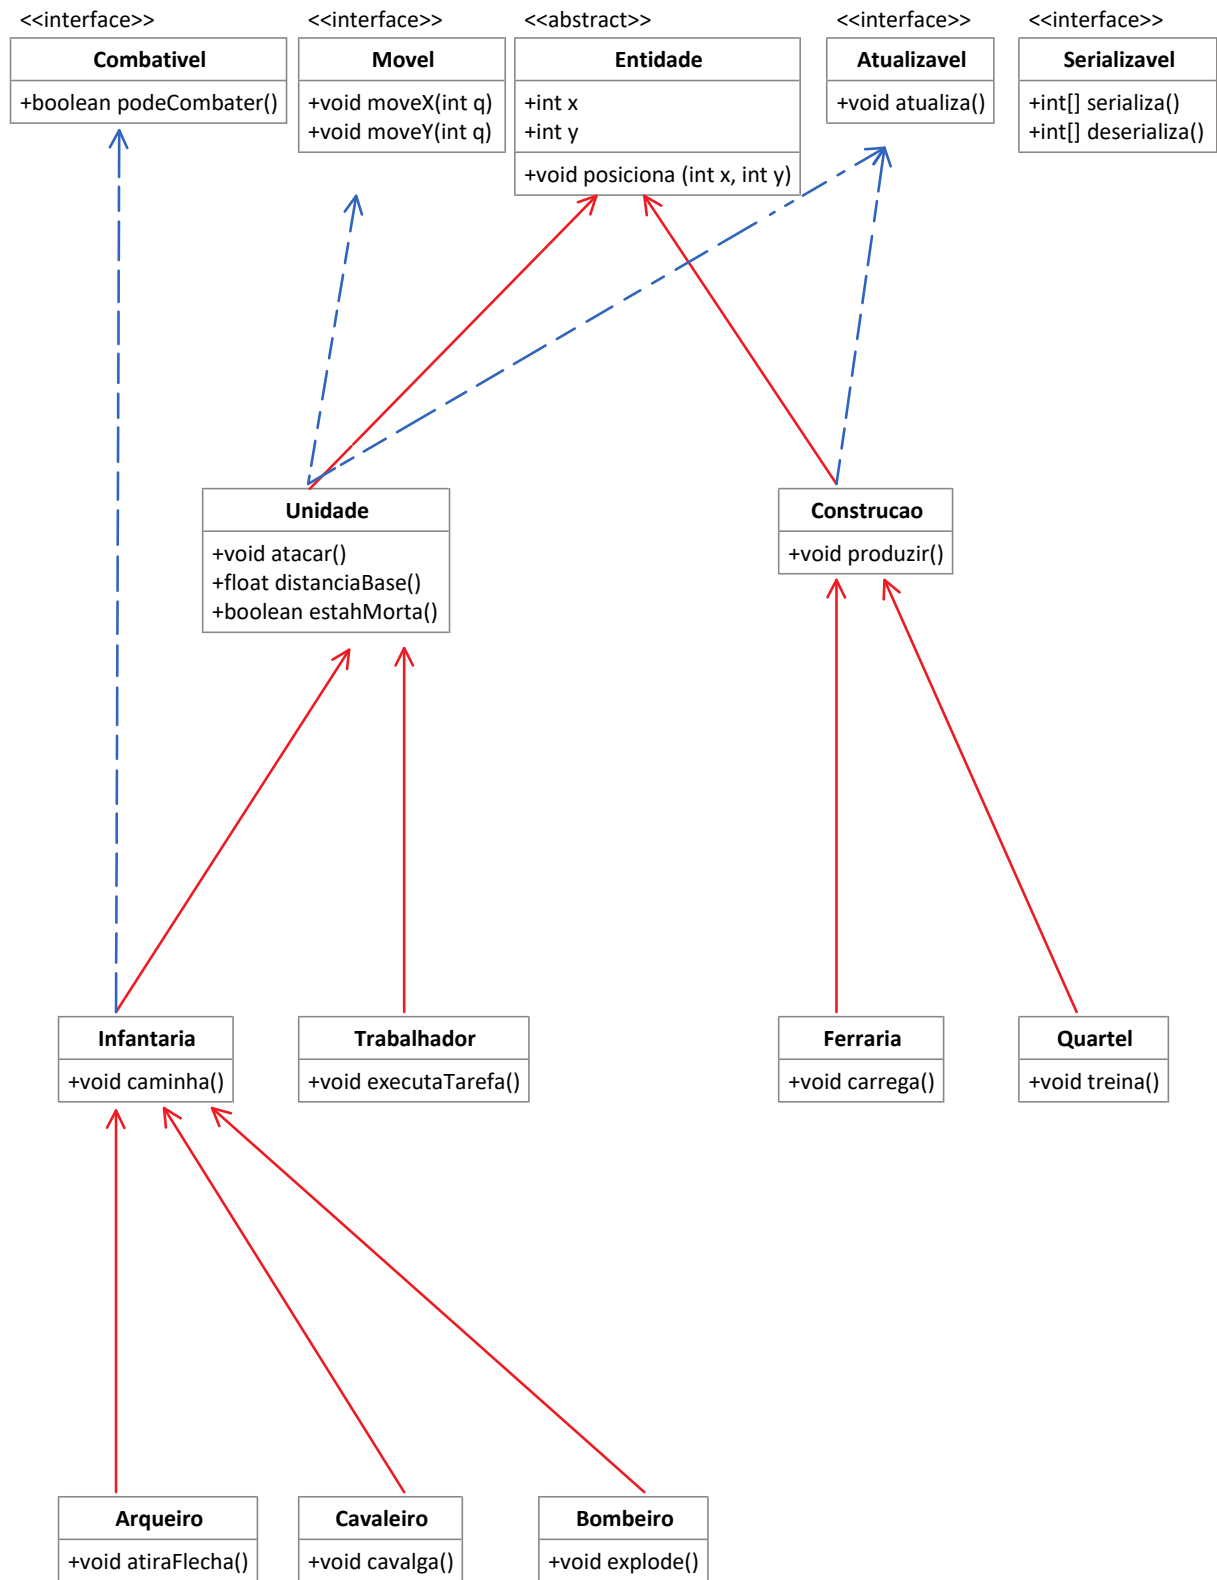 <<interface>>
Combativel
+boolean podeCombater()
<<interface>>
Movel
+void moveX(int q)
+void moveY(int q)
<<abstract>>
Entidade
+int x
+int y
+void posiciona (int x, int y)
<<interface>>
Atualizavel
+void atualiza()
<<interface>>
Serializavel
+int[] serializa()
+int[] deserializa()
Unidade
+void atacar()
+float distanciaBase()
+boolean estahMorta()
Construcao
+void produzir()
Infantaria
+void caminha()
Trabalhador
+void executaTarefa()
Ferraria
+void carrega()
Quartel
+void treina()
Arqueiro
+void atiraFlecha()
Cavaleiro
+void cavalga()
Bombeiro
+void explode()